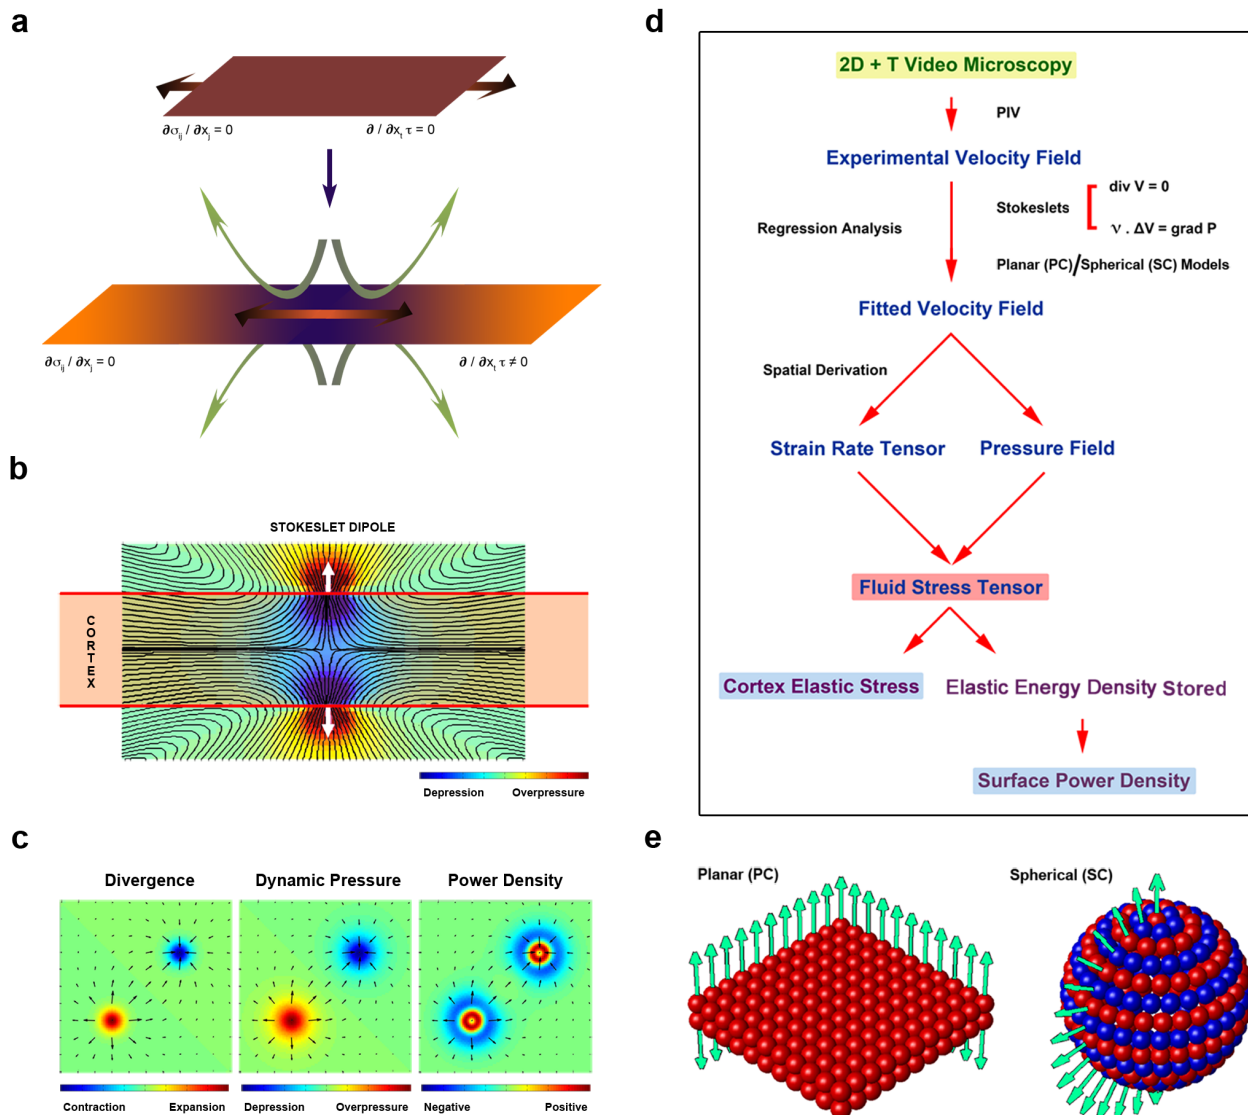 a
∂σij / ∂xj = 0
∂ / ∂xt τ = 0
∂σij / ∂xj = 0
∂ / ∂xt τ ≠ 0
b
STOKESLET DIPOLE
CORTEX
Depression
Overpressure
c
Divergence
Dynamic Pressure
Power Density
Contraction
Expansion
Depression
Overpressure
Negative
Positive
d
2D + T Video Microscopy
PIV
Experimental Velocity Field
div V = 0
Stokeslets
Regression Analysis
ν . ΔV = grad P
Planar (PC)/Spherical (SC) Models
Fitted Velocity Field
Spatial Derivation
Strain Rate Tensor
Pressure Field
Fluid Stress Tensor
Cortex Elastic Stress
Elastic Energy Density Stored
Surface Power Density
e
Planar (PC)
Spherical (SC)